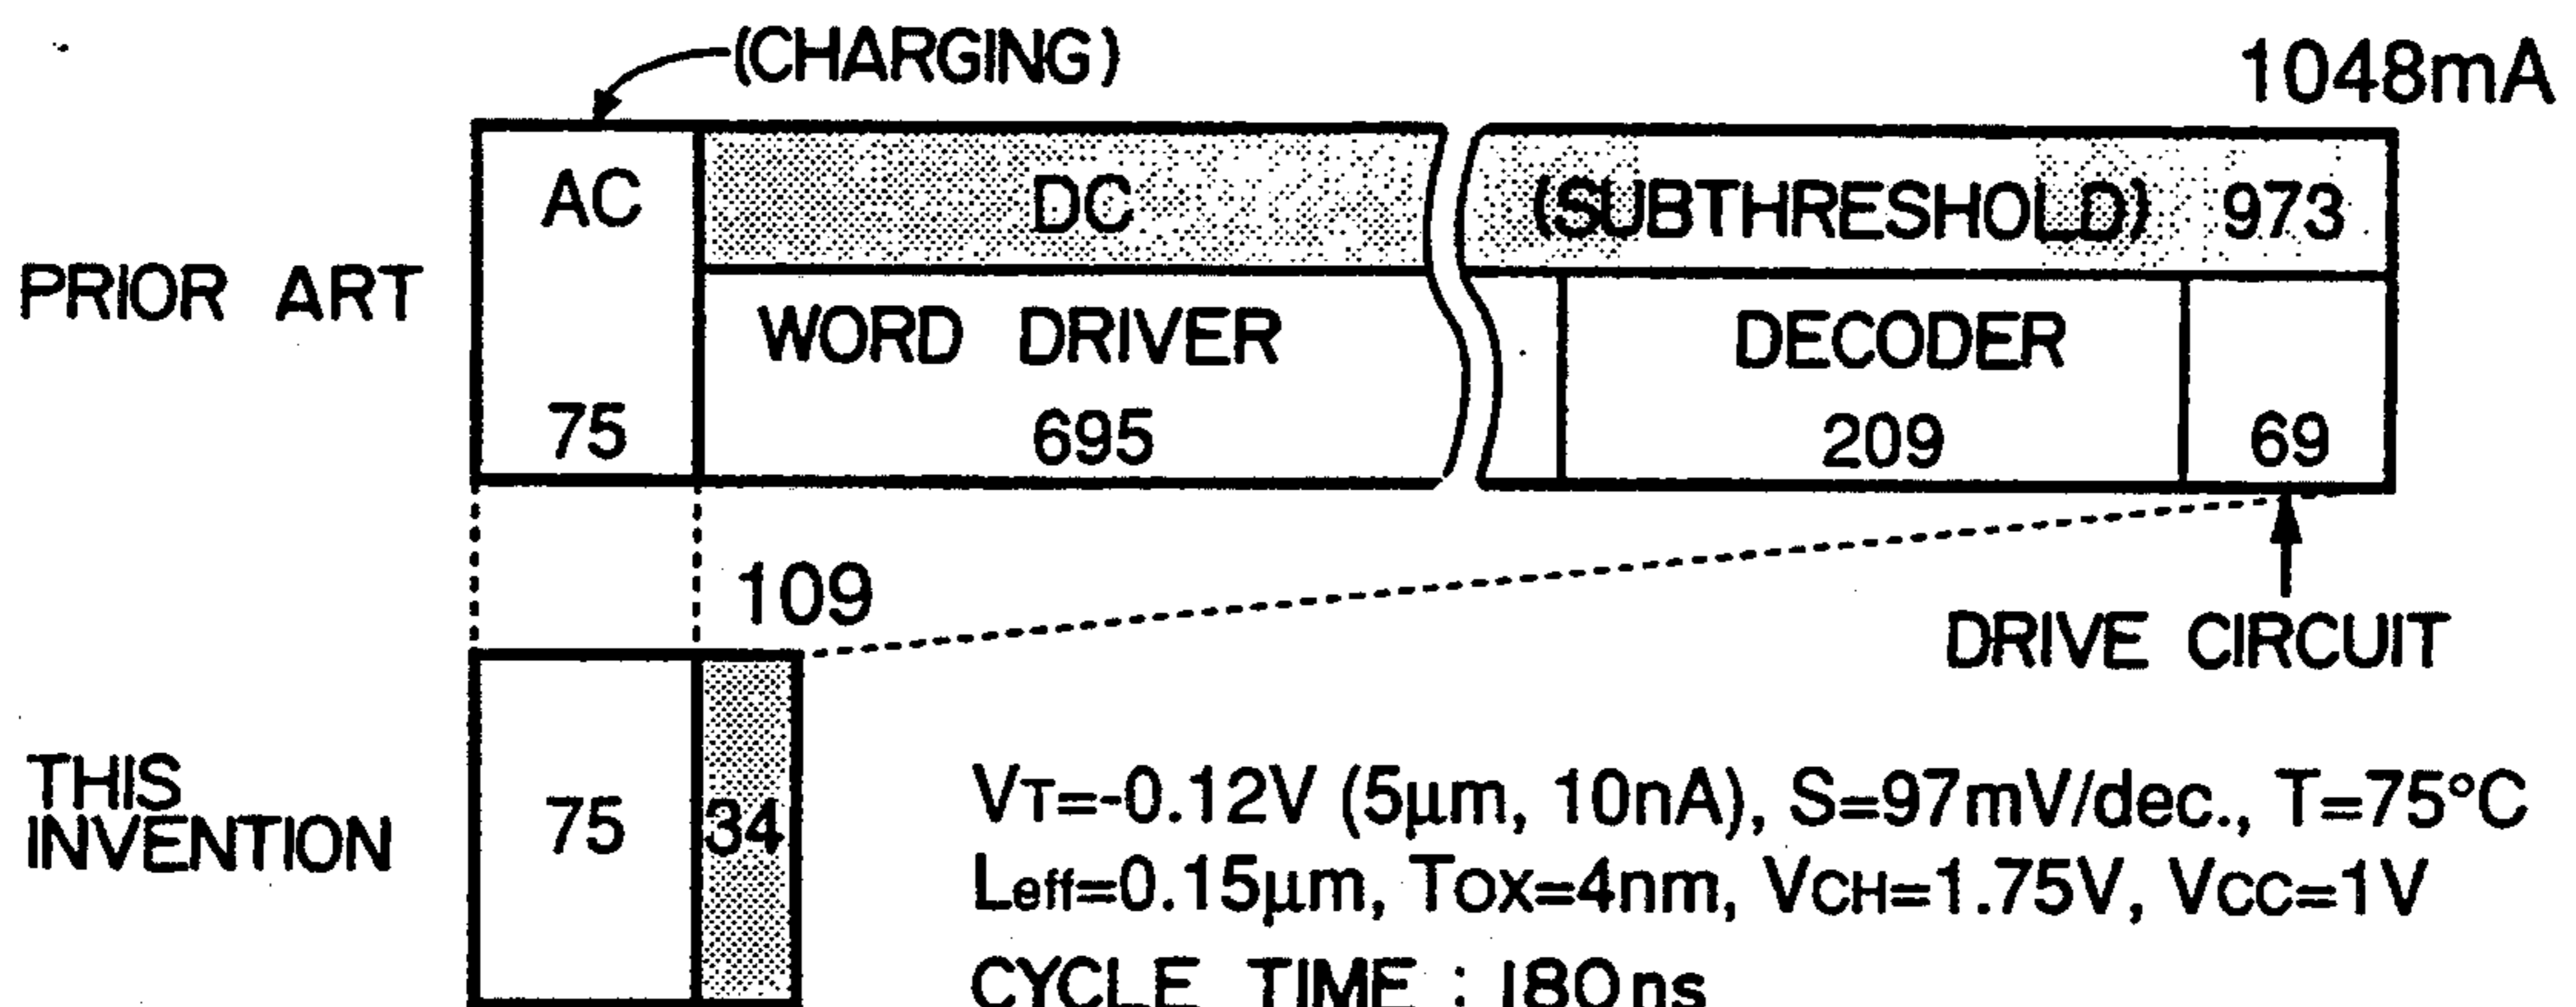 (CHARGING)
1048mA
AC
DC
(SUBTHRESHOLD) 973
PRIOR ART
WORD DRIVER
DECODER
75
695
209
69
109
DRIVE CIRCUIT
THIS
INVENTION
75
34
VT=-0.12V (5μm, 10nA), S=97mV/dec., T=75°C
Leff=0.15μm, TOX=4nm, VCH=1.75V, VCC=1V
CYCLE TIME : 180ns